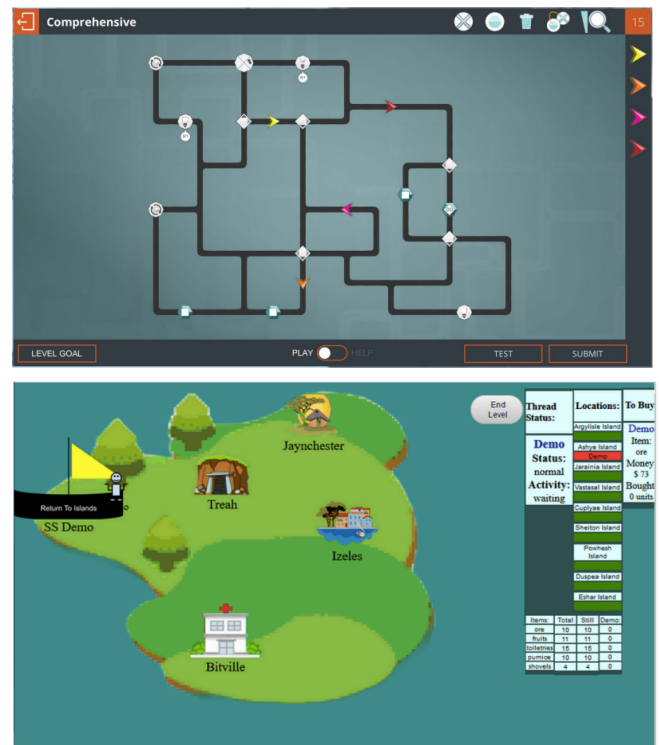 Comprehensive
15
LEVEL GOAL
PLAY
HELP
TEST
SUBMIT
Jaynchester
Treah
Return To Islands
SS Demo
Izeles
Bitville
End
Level
Thread
Status:
Demo
Status:
normal
Activity:
waiting
Locations:
Argylisle Island
Ashye Island
Demo
Jarainia Island
Vastasel Island
Cuptyae Island
Shelton Island
Powhesh
Island
Duspea Island
Eshar Island
To Buy
Demo
Item:
ore
Money
$ 73
Bought
0 units
Items: Total Still Demo:
ore 10 10 0
fruits 11 11 0
toiletries 15 15 0
pumice 10 10 0
shovels 4 4 0